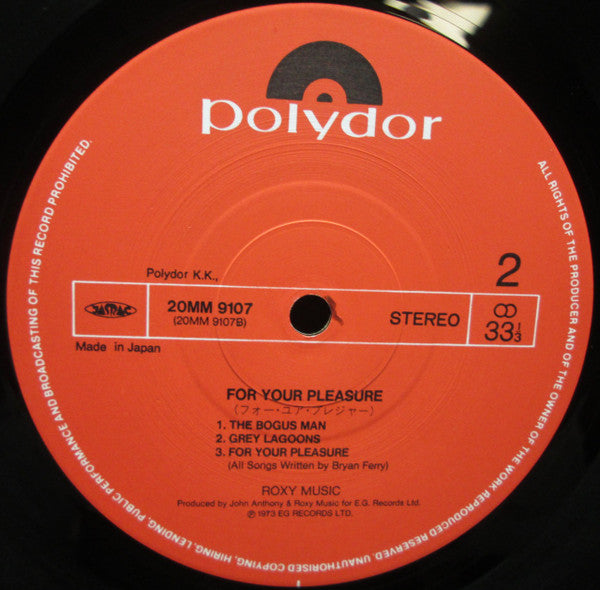 polydor
Polydor K.K.,
2
JASRAC
20MM 9107
(20MM 9107B)
STEREO
33⅓
Made in Japan
FOR YOUR PLEASURE
(フォー・ユア・プレジャー)
1. THE BOGUS MAN
2. GREY LAGOONS
3. FOR YOUR PLEASURE
(All Songs Written by Bryan Ferry)
ROXY MUSIC
Produced by John Anthony & Roxy Music for E.G. Records Ltd.
℗ 1973 EG RECORDS LTD.
ALL RIGHTS OF THE PRODUCER AND OF THE OWNER OF THE WORK REPRODUCED RESERVED. UNAUTHORISED COPYING, HIRING, LENDING, PUBLIC PERFORMANCE AND BROADCASTING OF THIS RECORD PROHIBITED.